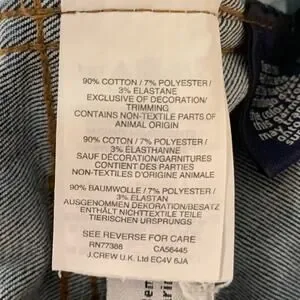 90% COTTON / 7% POLYESTER /
3% ELASTANE
EXCLUSIVE OF DECORATION/
TRIMMING
CONTAINS NON-TEXTILE PARTS OF
ANIMAL ORIGIN
90% COTON / 7% POLYESTER /
3% ELASTHANNE
SAUF DÉCORATION/GARNITURES
CONTIENT DES PARTIES
NON-TEXTILES D'ORIGINE ANIMALE
90% BAUMWOLLE / 7% POLYESTER /
3% ELASTAN
AUSGENOMMEN DEKORATION/BESATZ
ENTHÄLT NICHTTEXTILE TEILE
TIERISCHEN URSPRUNGS
SEE REVERSE FOR CARE
RN77388 CA56445
J.CREW U.K. Ltd EC4V 6JA